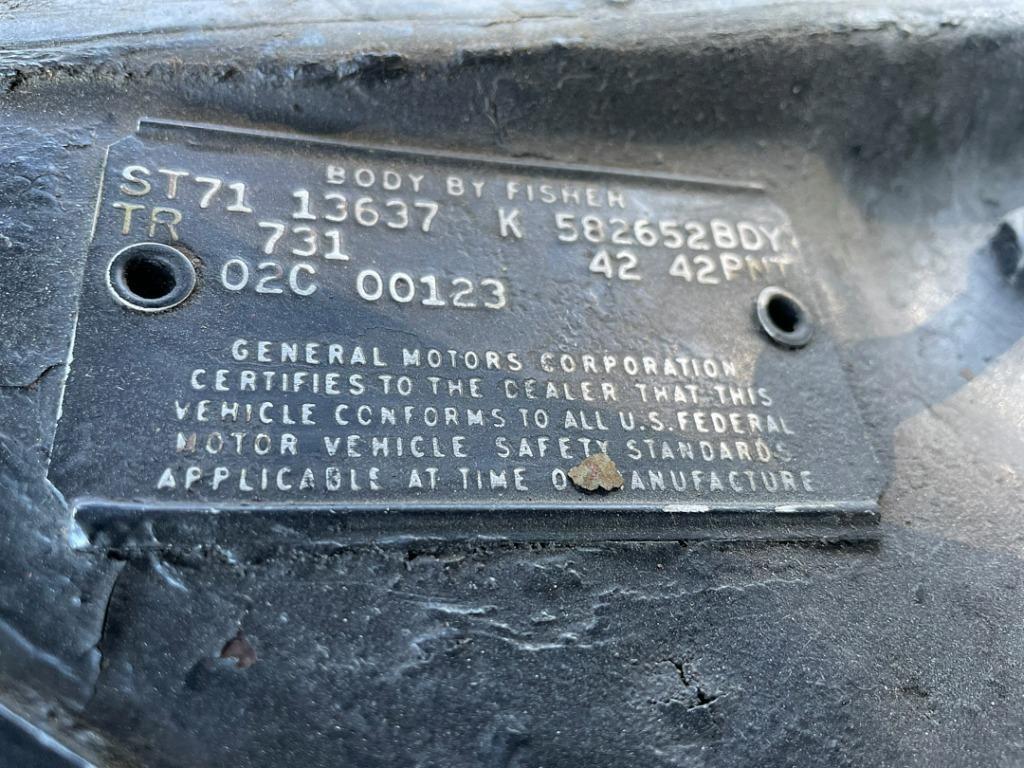 BODY BY FISHER
ST71 13637 K 582652BDY
TR 731 42 42PNT
02C 00123
GENERAL MOTORS CORPORATION
CERTIFIES TO THE DEALER THAT THIS
VEHICLE CONFORMS TO ALL U.S. FEDERAL
MOTOR VEHICLE SAFETY STANDARDS
APPLICABLE AT TIME O ANUFACTURE